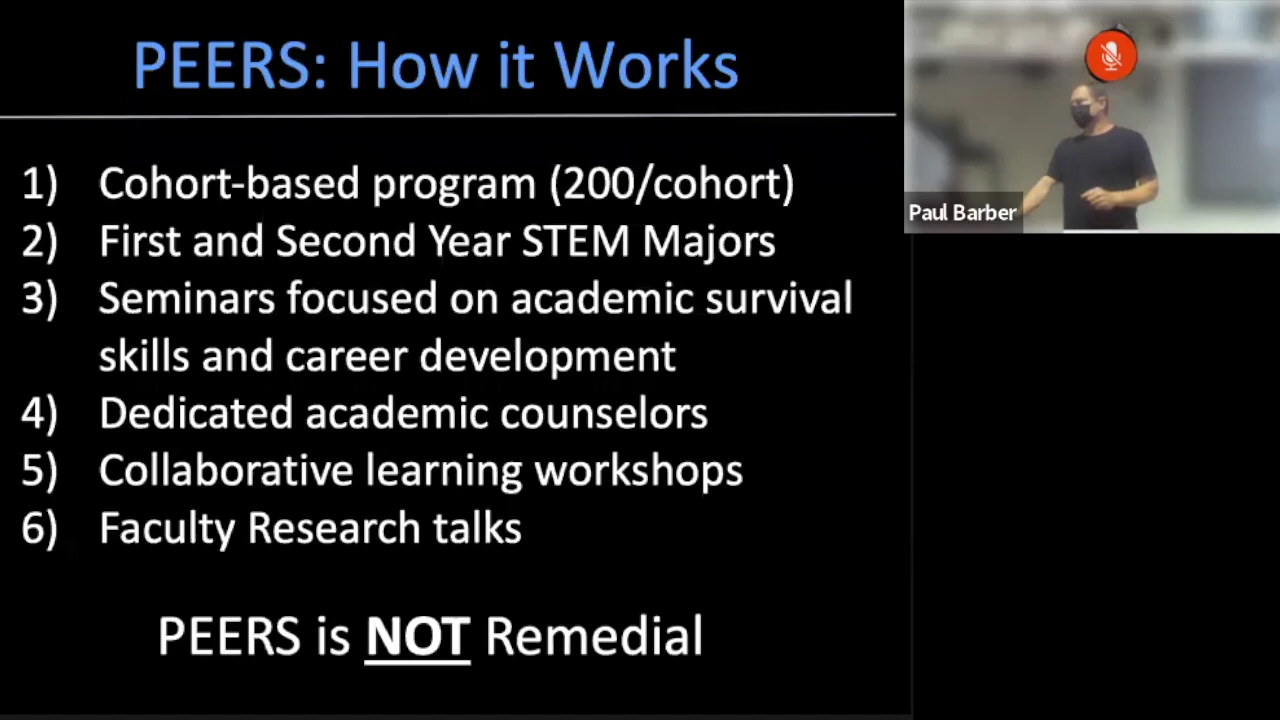 PEERS: How it Works
1) Cohort-based program (200/cohort)
2) First and Second Year STEM Majors
3) Seminars focused on academic survival
skills and career development
4) Dedicated academic counselors
5) Collaborative learning workshops
6) Faculty Research talks
PEERS is NOT Remedial
Paul Barber